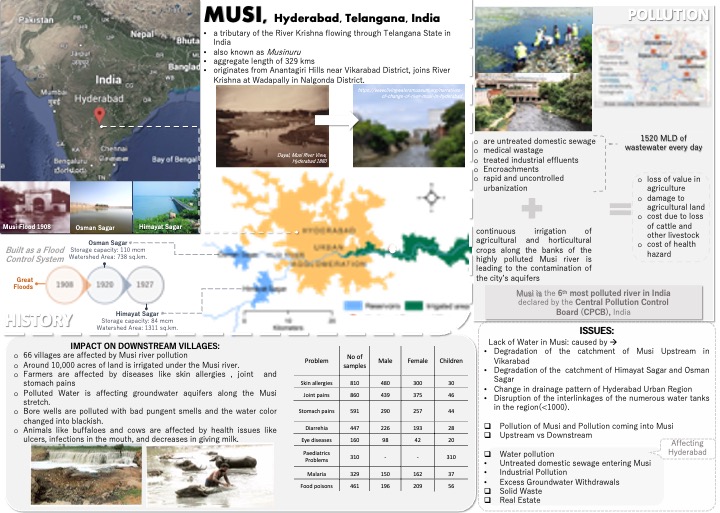 MUSI, Hyderabad, Telangana, India
• a tributary of the River Krishna flowing through Telangana State in
India
• also known as Musinuru
• aggregate length of 329 kms
• originates from Anantagiri Hills near Vikarabad District, joins River
Krishna at Wadapally in Nalgonda District.
Pakistan
Nepal
Bhuta
Banglad
India
Mumbai
Hyderabad
Chennai
Bengaluru
Bay of Bengal
Musi Flood 1908
Osman Sagar
Himayat Sagar
Dayal, Musi River View,
Hyderabad 1880
Built as a Flood
Control System
Osman Sagar
Storage capacity: 110 mcm
Watershed Area: 738 sq.km.
Great
Floods
1908
1920
1927
Himayat Sagar
Storage capacity: 84 mcm
Watershed Area: 1311 sq.km.
HISTORY
HYDERABAD
URBAN
AGGLOMERATION
Reservoirs
Irrigated areas
Kilometers
POLLUTION
o are untreated domestic sewage
o medical wastage
o treated industrial effluents
o Encroachments
o rapid and uncontrolled
urbanization
+
continuous irrigation of
agricultural and horticultural
crops along the banks of the
highly polluted Musi river is
leading to the contamination of
the city's aquifers
1520 MLD of
wastewater every day
=
o loss of value in
agriculture
o damage to
agricultural land
o cost due to loss
of cattle and
other livestock
o cost of health
hazard
Musi is the 6th most polluted river in India
declared by the Central Pollution Control
Board (CPCB), India
IMPACT ON DOWNSTREAM VILLAGES:
o 66 villages are affected by Musi river pollution
o Around 10,000 acres of land is irrigated under the Musi river.
o Farmers are affected by diseases like skin allergies , joint and
stomach pains
o Polluted Water is affecting groundwater aquifers along the Musi
stretch.
o Bore wells are polluted with bad pungent smells and the water color
changed into blackish.
o Animals like buffaloes and cows are affected by health issues like
ulcers, infections in the mouth, and decreases in giving milk.
Problem No of samples Male Female Children
Skin allergies 810 480 300 30
Joint pains 860 439 375 46
Stomach pains 591 290 257 44
Diarrehia 447 226 193 28
Eye diseases 160 98 42 20
Paediatrics Problems 310 - - 310
Malaria 329 150 162 37
Food poisons 461 196 209 56
ISSUES:
Lack of Water in Musi: caused by →
• Degradation of the catchment of Musi Upstream in
Vikarabad
• Degradation of the catchment of Himayat Sagar and Osman
Sagar
• Change in drainage pattern of Hyderabad Urban Region
• Disruption of the interlinkages of the numerous water tanks
in the region(<1000).
❑ Pollution of Musi and Pollution coming into Musi
❑ Upstream vs Downstream
❑ Water pollution
• Untreated domestic sewage entering Musi
• Industrial Pollution
• Excess Groundwater Withdrawals
❑ Solid Waste
❑ Real Estate
Affecting
Hyderabad